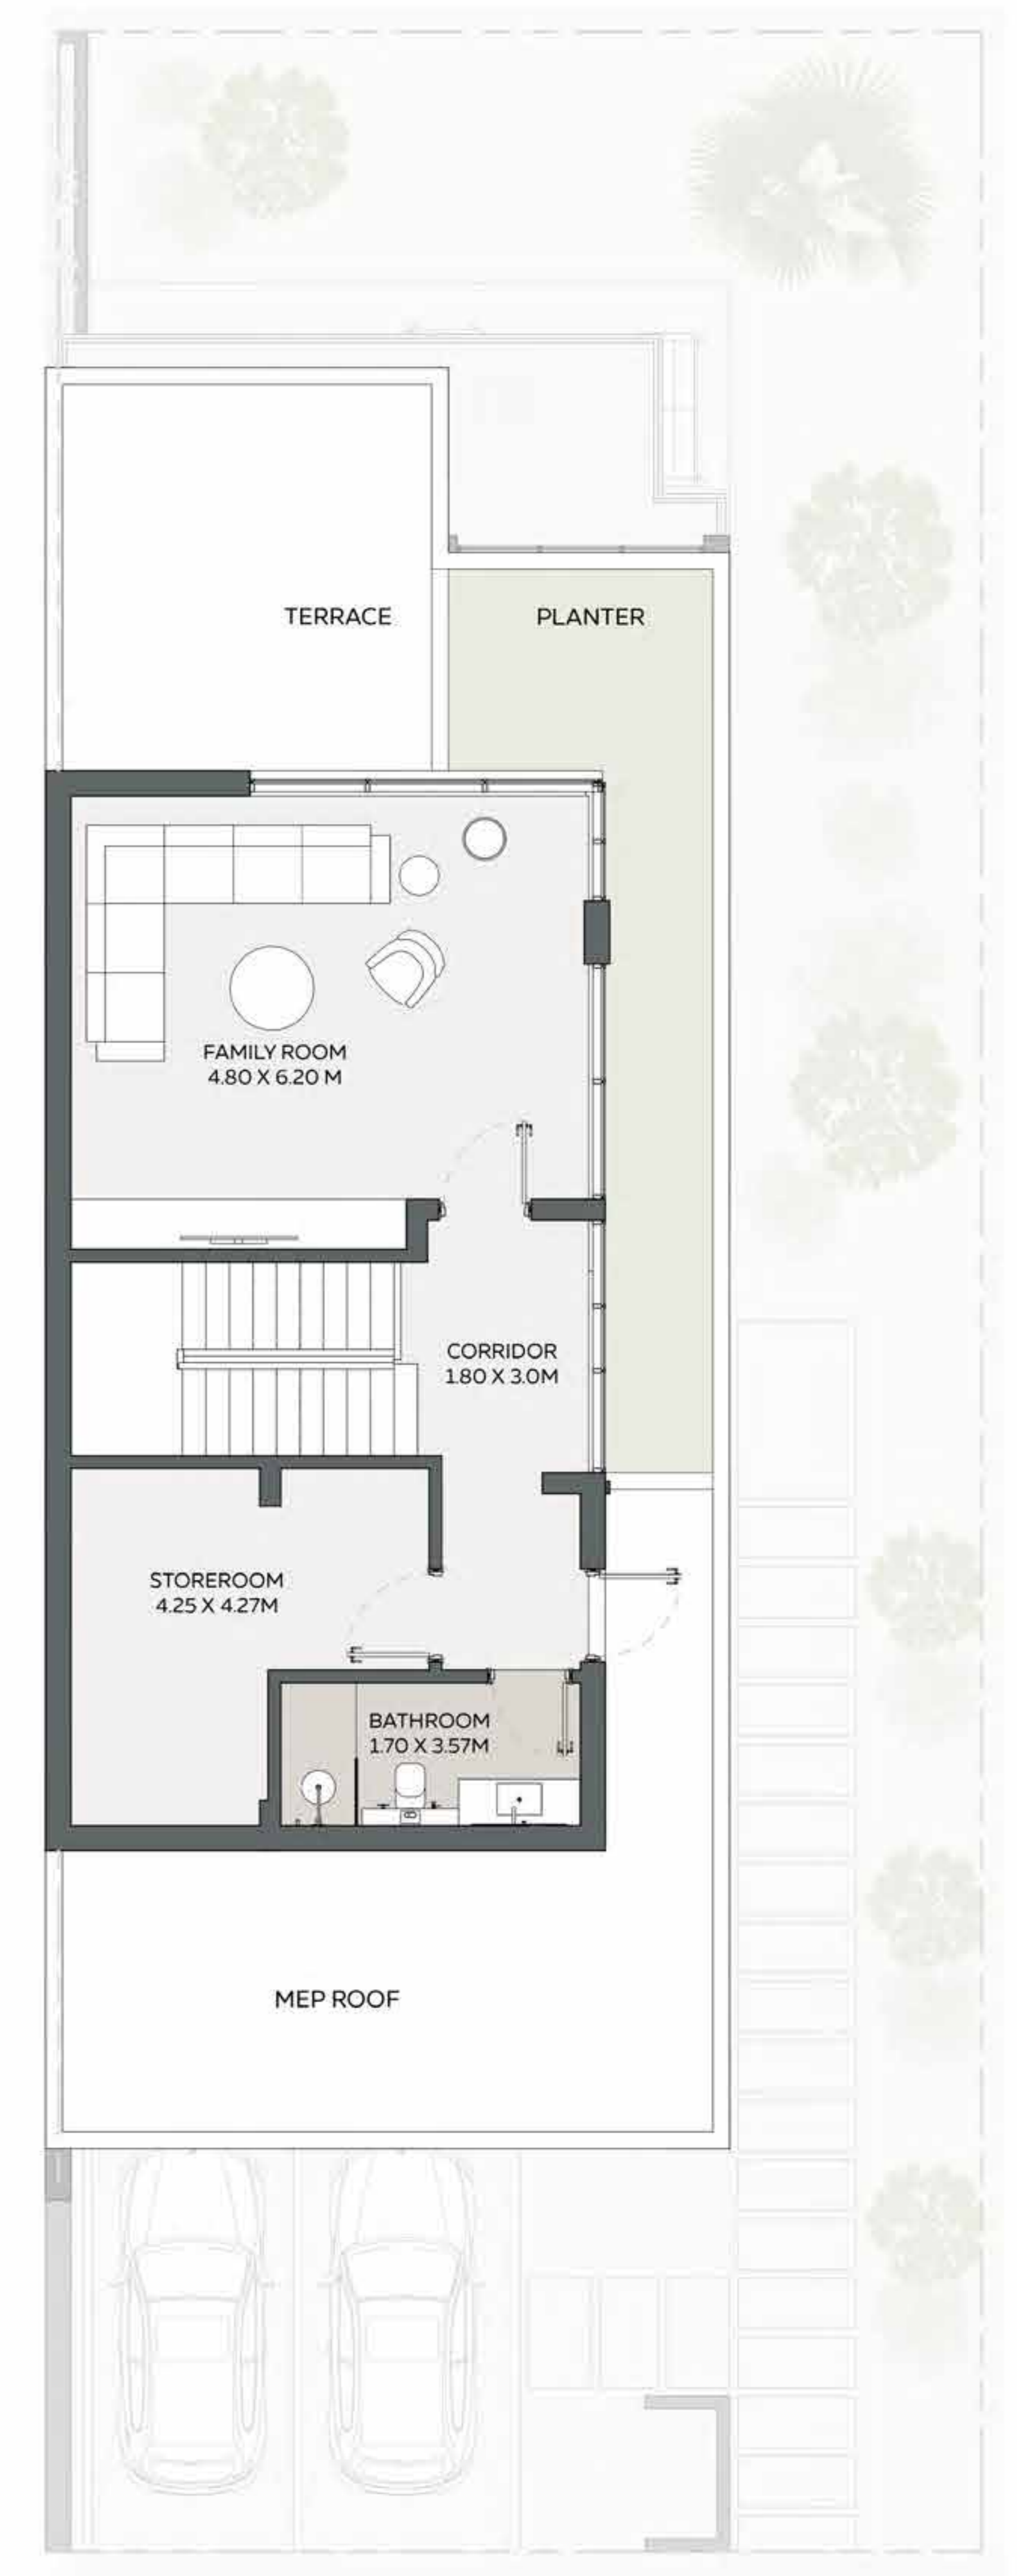 TERRACE
PLANTER
FAMILY ROOM
4.80 X 6.20 M
CORRIDOR
1.80 X 3.0M
STOREROOM
4.25 X 4.27M
BATHROOM
1.70 X 3.57M
MEP ROOF